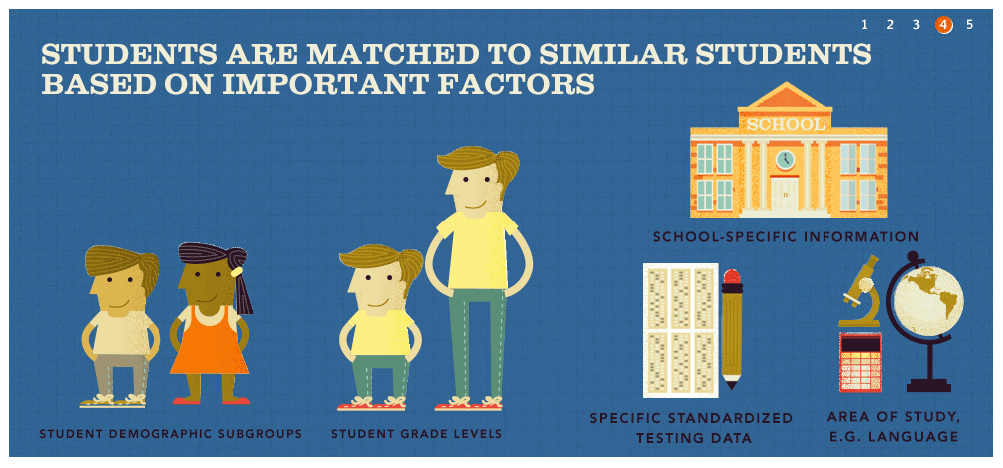 1 2 3 4 5
STUDENTS ARE MATCHED TO SIMILAR STUDENTS
BASED ON IMPORTANT FACTORS
SCHOOL
SCHOOL-SPECIFIC INFORMATION
STUDENT DEMOGRAPHIC SUBGROUPS
STUDENT GRADE LEVELS
SPECIFIC STANDARDIZED
TESTING DATA
AREA OF STUDY,
E.G. LANGUAGE